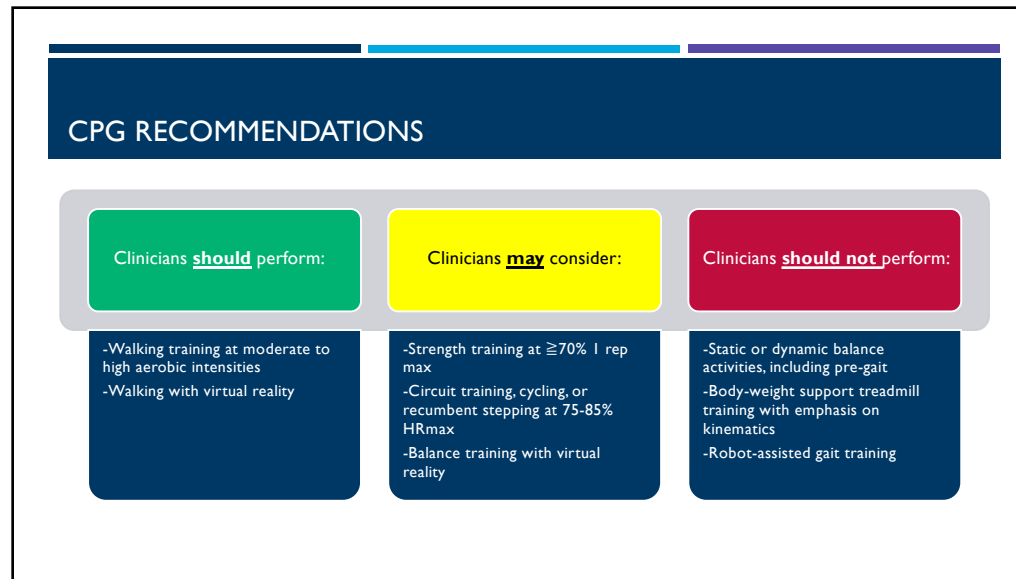 CPG RECOMMENDATIONS
Clinicians should perform:
-Walking training at moderate to
high aerobic intensities
-Walking with virtual reality
Clinicians may consider:
-Strength training at ≧70% 1 rep
max
-Circuit training, cycling, or
recumbent stepping at 75-85%
HRmax
-Balance training with virtual
reality
Clinicians should not perform:
-Static or dynamic balance
activities, including pre-gait
-Body-weight support treadmill
training with emphasis on
kinematics
-Robot-assisted gait training